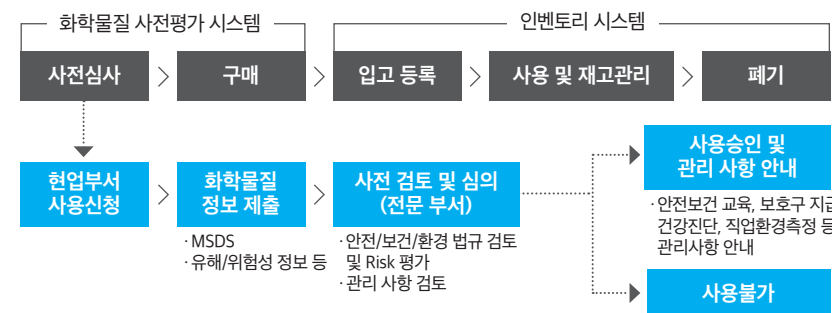 화학물질 사전평가 시스템
인벤토리 시스템
사전심사
구매
입고 등록
사용 및 재고관리
폐기
현업부서
사용신청
화학물질
정보 제출
· MSDS
· 유해/위험성 정보 등
사전 검토 및 심의
(전문 부서)
· 안전/보건/환경 법규 검토
및 Risk 평가
· 관리 사항 검토
사용승인 및
관리 사항 안내
· 안전보건 교육, 보호구 지급
건강진단, 직업환경측정 등
관리사항 안내
사용불가